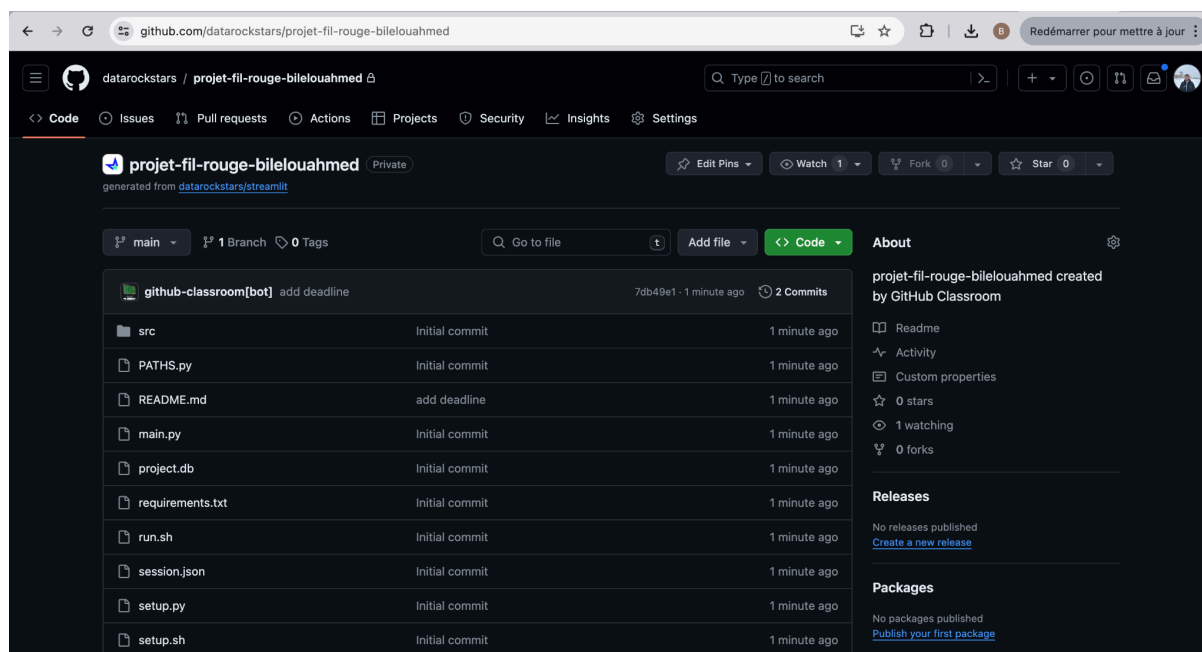 github.com/datarockstars/projet-fil-rouge-bilelouahmed
B
Redémarrer pour mettre à jour
datarockstars / projet-fil-rouge-bilelouahmed
Type / to search
<> Code Issues Pull requests Actions Projects Security Insights Settings
projet-fil-rouge-bilelouahmed Private
Edit Pins Watch 1 Fork 0 Star 0
generated from datarockstars/streamlit
main 1 Branch 0 Tags Go to file t Add file <> Code
github-classroom[bot] add deadline 7db49e1 · 1 minute ago 2 Commits
src Initial commit 1 minute ago
PATHS.py Initial commit 1 minute ago
README.md add deadline 1 minute ago
main.py Initial commit 1 minute ago
project.db Initial commit 1 minute ago
requirements.txt Initial commit 1 minute ago
run.sh Initial commit 1 minute ago
session.json Initial commit 1 minute ago
setup.py Initial commit 1 minute ago
setup.sh Initial commit 1 minute ago
About
projet-fil-rouge-bilelouahmed created
by GitHub Classroom
Readme
Activity
Custom properties
0 stars
1 watching
0 forks
Releases
No releases published
Create a new release
Packages
No packages published
Publish your first package